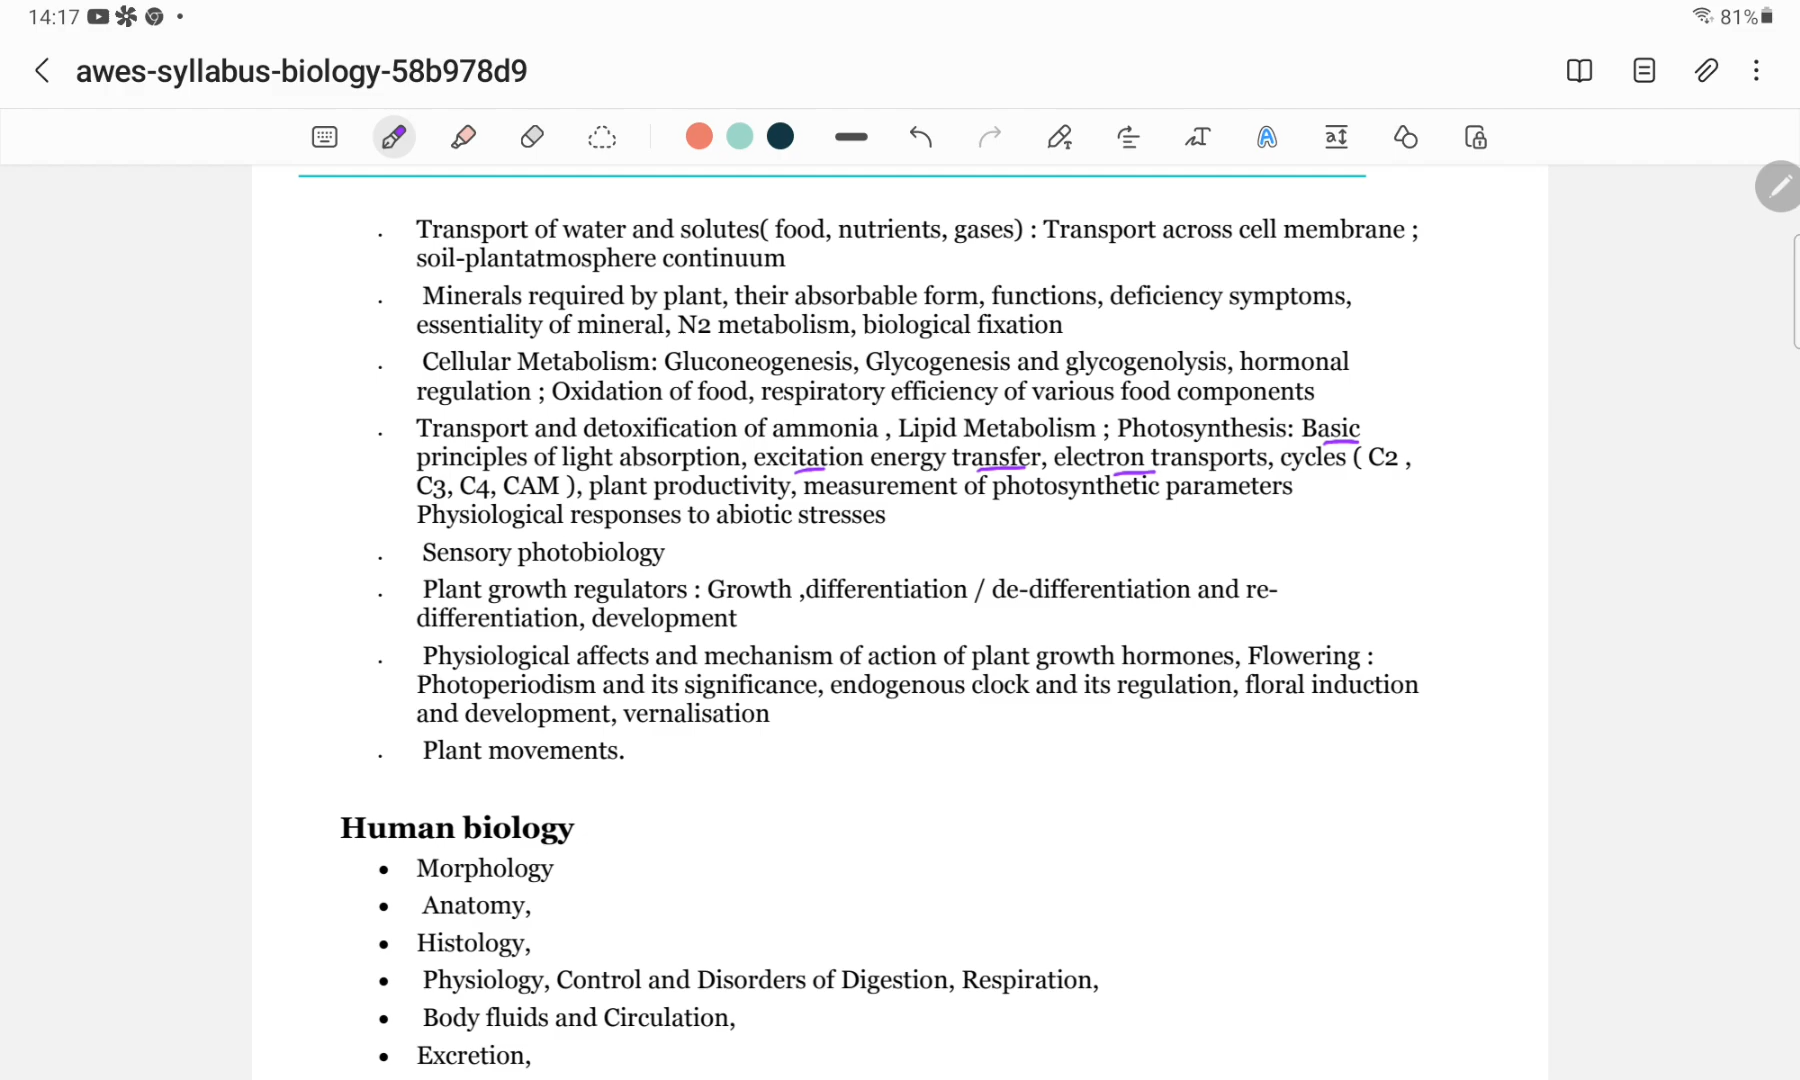 14:17
81%
awes-syllabus-biology-58b978d9
. Transport of water and solutes( food, nutrients, gases) : Transport across cell membrane ;
soil-plantatmosphere continuum
. Minerals required by plant, their absorbable form, functions, deficiency symptoms,
essentiality of mineral, N2 metabolism, biological fixation
. Cellular Metabolism: Gluconeogenesis, Glycogenesis and glycogenolysis, hormonal
regulation ; Oxidation of food, respiratory efficiency of various food components
. Transport and detoxification of ammonia , Lipid Metabolism ; Photosynthesis: Basic
principles of light absorption, excitation energy transfer, electron transports, cycles ( C2 ,
C3, C4, CAM ), plant productivity, measurement of photosynthetic parameters
Physiological responses to abiotic stresses
. Sensory photobiology
. Plant growth regulators : Growth ,differentiation / de-differentiation and re-
differentiation, development
. Physiological affects and mechanism of action of plant growth hormones, Flowering :
Photoperiodism and its significance, endogenous clock and its regulation, floral induction
and development, vernalisation
. Plant movements.
Human biology
• Morphology
• Anatomy,
• Histology,
• Physiology, Control and Disorders of Digestion, Respiration,
• Body fluids and Circulation,
• Excretion,